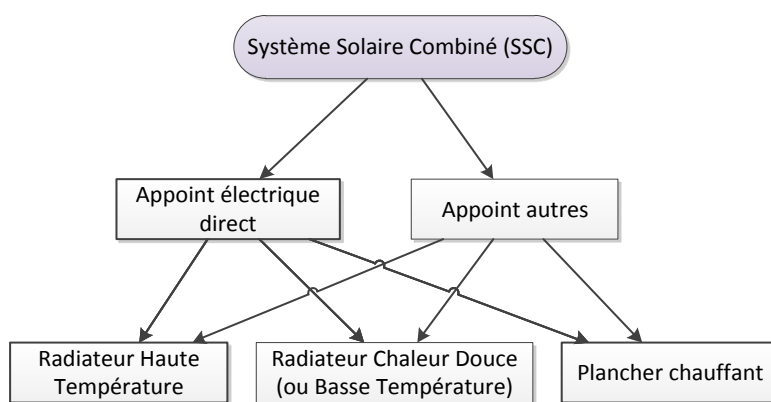 Système Solaire Combiné (SSC)
Appoint électrique
direct
Appoint autres
Radiateur Haute
Température
Radiateur Chaleur Douce
(ou Basse Température)
Plancher chauffant